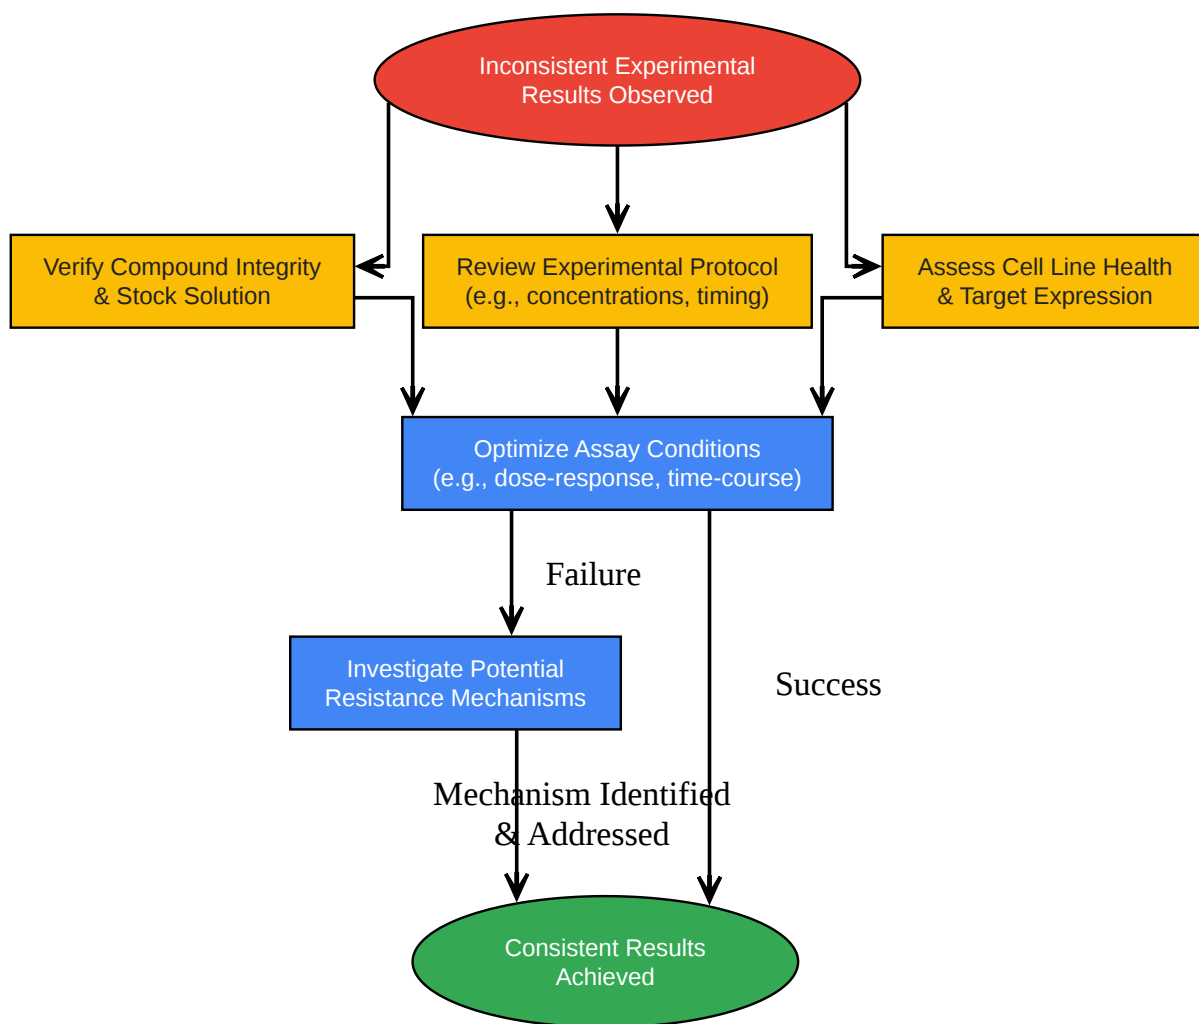 Inconsistent Experimental
Results Observed
Verify Compound Integrity
& Stock Solution
Review Experimental Protocol
(e.g., concentrations, timing)
Assess Cell Line Health
& Target Expression
Optimize Assay Conditions
(e.g., dose-response, time-course)
Failure
Investigate Potential
Resistance Mechanisms
Success
Mechanism Identified
& Addressed
Consistent Results
Achieved